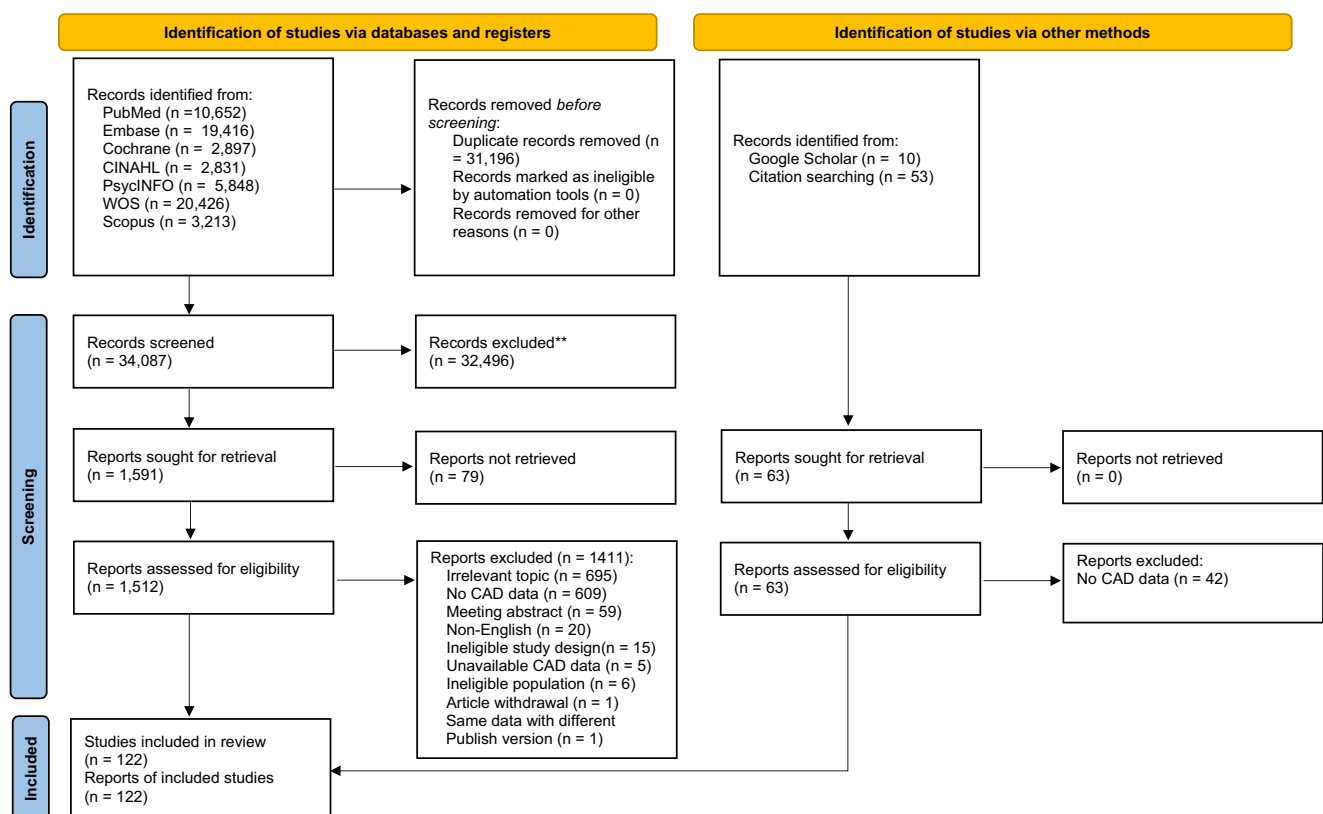 Identification of studies via databases and registers
Identification of studies via other methods
Identification
Records identified from:
PubMed (n =10,652)
Embase (n = 19,416)
Cochrane (n = 2,897)
CINAHL (n = 2,831)
PsycINFO (n = 5,848)
WOS (n = 20,426)
Scopus (n = 3,213)
Records removed before
screening:
Duplicate records removed (n
= 31,196)
Records marked as ineligible
by automation tools (n = 0)
Records removed for other
reasons (n = 0)
Records identified from:
Google Scholar (n = 10)
Citation searching (n = 53)
Screening
Records screened
(n = 34,087)
Records excluded**
(n = 32,496)
Reports sought for retrieval
(n = 1,591)
Reports not retrieved
(n = 79)
Reports sought for retrieval
(n = 63)
Reports not retrieved
(n = 0)
Reports assessed for eligibility
(n = 1,512)
Reports excluded (n = 1411):
Irrelevant topic (n = 695)
No CAD data (n = 609)
Meeting abstract (n = 59)
Non-English (n = 20)
Ineligible study design(n = 15)
Unavailable CAD data (n = 5)
Ineligible population (n = 6)
Article withdrawal (n = 1)
Same data with different
Publish version (n = 1)
Reports assessed for eligibility
(n = 63)
Reports excluded:
No CAD data (n = 42)
Included
Studies included in review
(n = 122)
Reports of included studies
(n = 122)